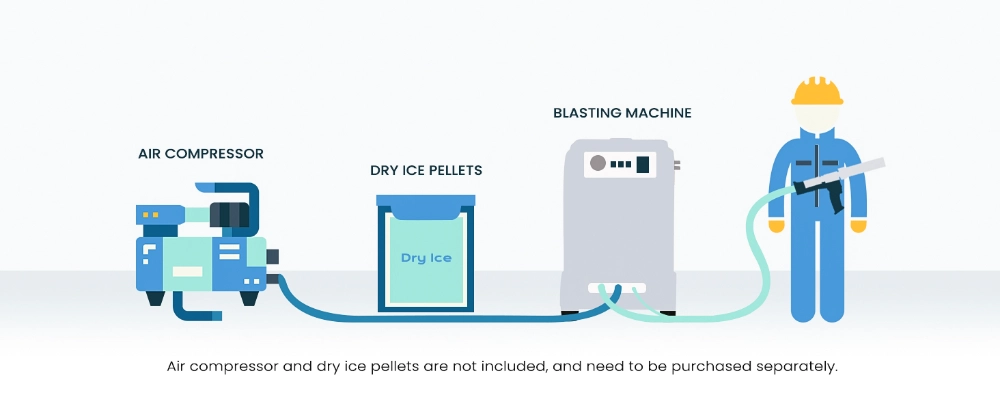 BLASTING MACHINE
AIR COMPRESSOR
DRY ICE PELLETS
Dry Ice
Air compressor and dry ice pellets are not included, and need to be purchased separately.